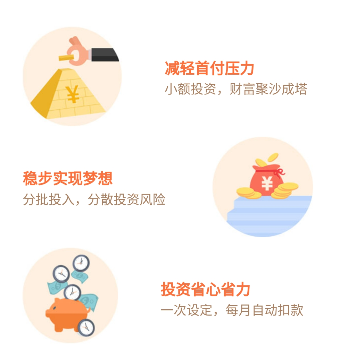 减轻首付压力
小额投资，财富聚沙成塔
¥
稳步实现梦想
分批投入，分散投资风险
¥
投资省心省力
一次设定，每月自动扣款